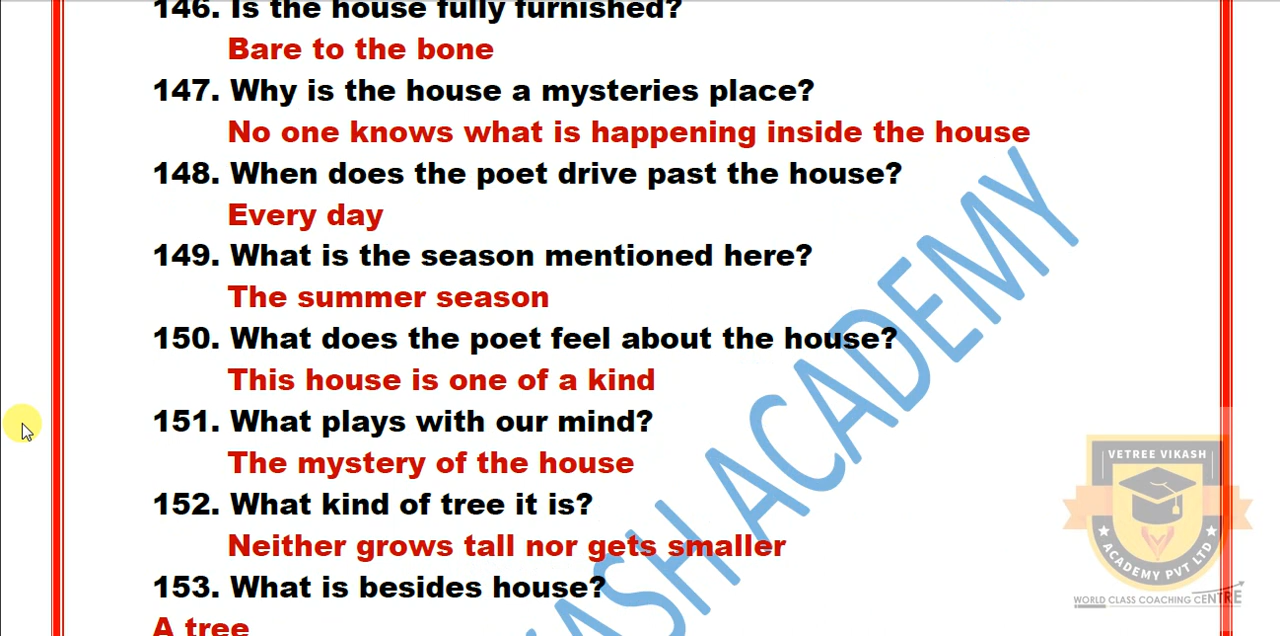 146. Is the house fully furnished?
Bare to the bone
147. Why is the house a mysteries place?
No one knows what is happening inside the house
148. When does the poet drive past the house?
Every day
149. What is the season mentioned here?
The summer season
150. What does the poet feel about the house?
This house is one of a kind
151. What plays with our mind?
The mystery of the house
152. What kind of tree it is?
Neither grows tall nor gets smaller
153. What is besides house?
A tree
ASH ACADEMY
VETREE VIKASH
ACADEMY PVT LTD
WORLD CLASS COACHING CENTRE